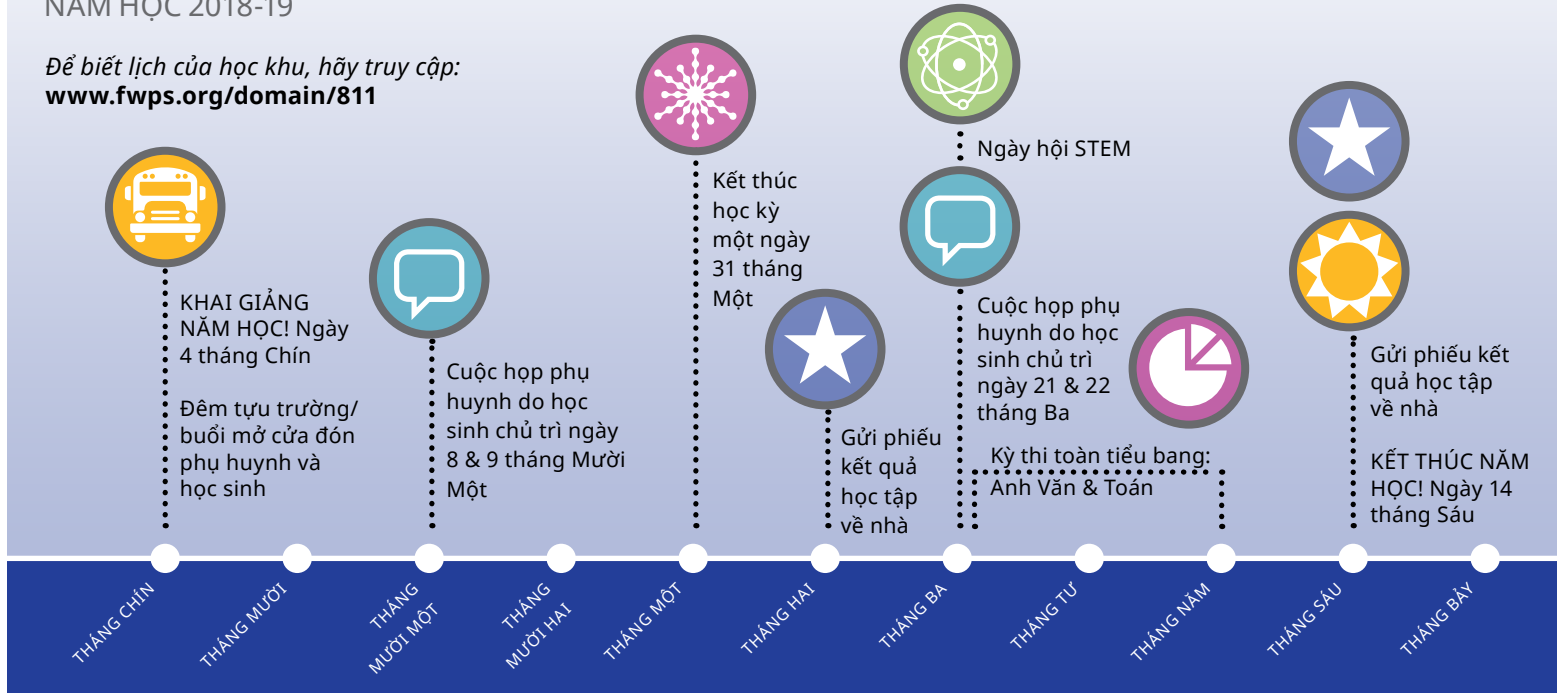 NĂM HỌC 2018-19
Để biết lịch của học khu, hãy truy cập:
www.fwps.org/domain/811
KHAI GIẢNG
NĂM HỌC! Ngày
4 tháng Chín
Đêm tựu trường/
buổi mở cửa đón
phụ huynh và
học sinh
Cuộc họp phụ
huynh do học
sinh chủ trì ngày
8 & 9 tháng Mười
Một
Kết thúc
học kỳ
một ngày
31 tháng
Một
Gửi phiếu
kết quả
học tập
về nhà
Ngày hội STEM
Cuộc họp phụ
huynh do học
sinh chủ trì
ngày 21 & 22
tháng Ba
Kỳ thi toàn tiểu bang:
Anh Văn & Toán
Gửi phiếu kết
quả học tập
về nhà
KẾT THÚC NĂM
HỌC! Ngày 14
tháng Sáu
THÁNG CHÍN
THÁNG MƯỜI
THÁNG
MƯỜI MỘT
THÁNG
MƯỜI HAI
THÁNG MỘT
THÁNG HAI
THÁNG BA
THÁNG TƯ
THÁNG NĂM
THÁNG SÁU
THÁNG BẢY